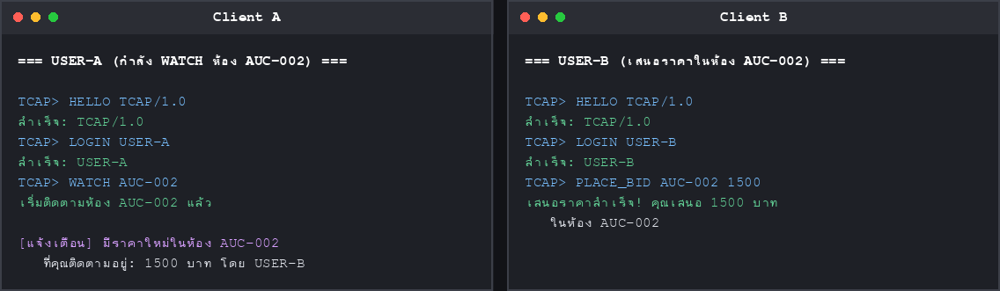 Client A
=== USER-A (กำลัง WATCH ห้อง AUC-002) ===
TCAP> HELLO TCAP/1.0
สำเร็จ: TCAP/1.0
TCAP> LOGIN USER-A
สำเร็จ: USER-A
TCAP> WATCH AUC-002
เริ่มติดตามห้อง AUC-002 แล้ว
[แจ้งเตือน] มีราคาใหม่ในห้อง AUC-002
ที่คุณติดตามอยู่: 1500 บาท โดย USER-B
Client B
=== USER-B (เสนอราคาในห้อง AUC-002) ===
TCAP> HELLO TCAP/1.0
สำเร็จ: TCAP/1.0
TCAP> LOGIN USER-B
สำเร็จ: USER-B
TCAP> PLACE_BID AUC-002 1500
เสนอราคาสำเร็จ! คุณเสนอ 1500 บาท
ในห้อง AUC-002